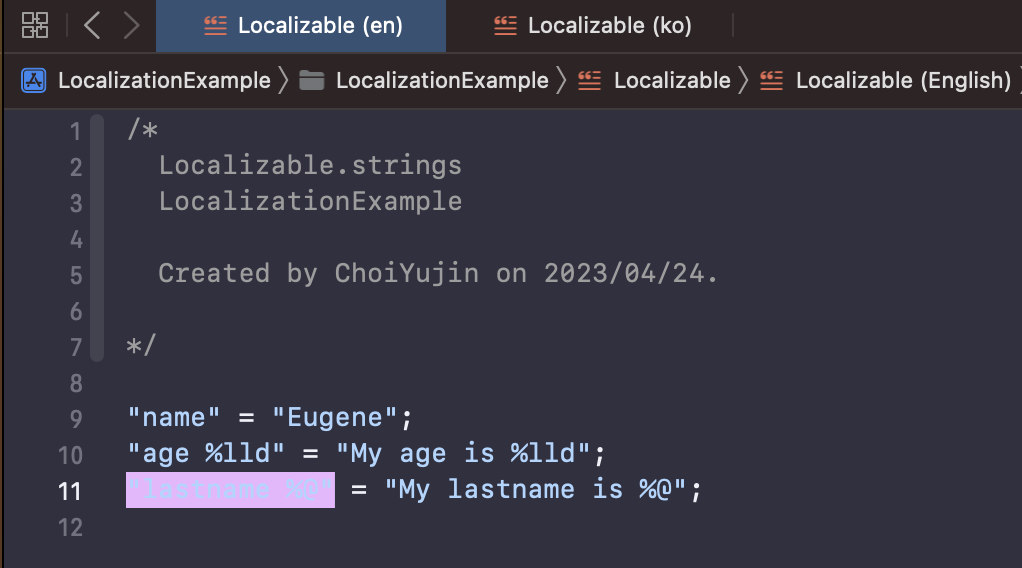 Localizable (en)
Localizable (ko)
LocalizationExample
LocalizationExample
Localizable
Localizable (English)
1 /*
2 Localizable.strings
3 LocalizationExample
4
5 Created by ChoiYujin on 2023/04/24.
6
7 */
8
9 "name" = "Eugene";
10 "age %lld" = "My age is %lld";
11 "lastname %@" = "My lastname is %@";
12